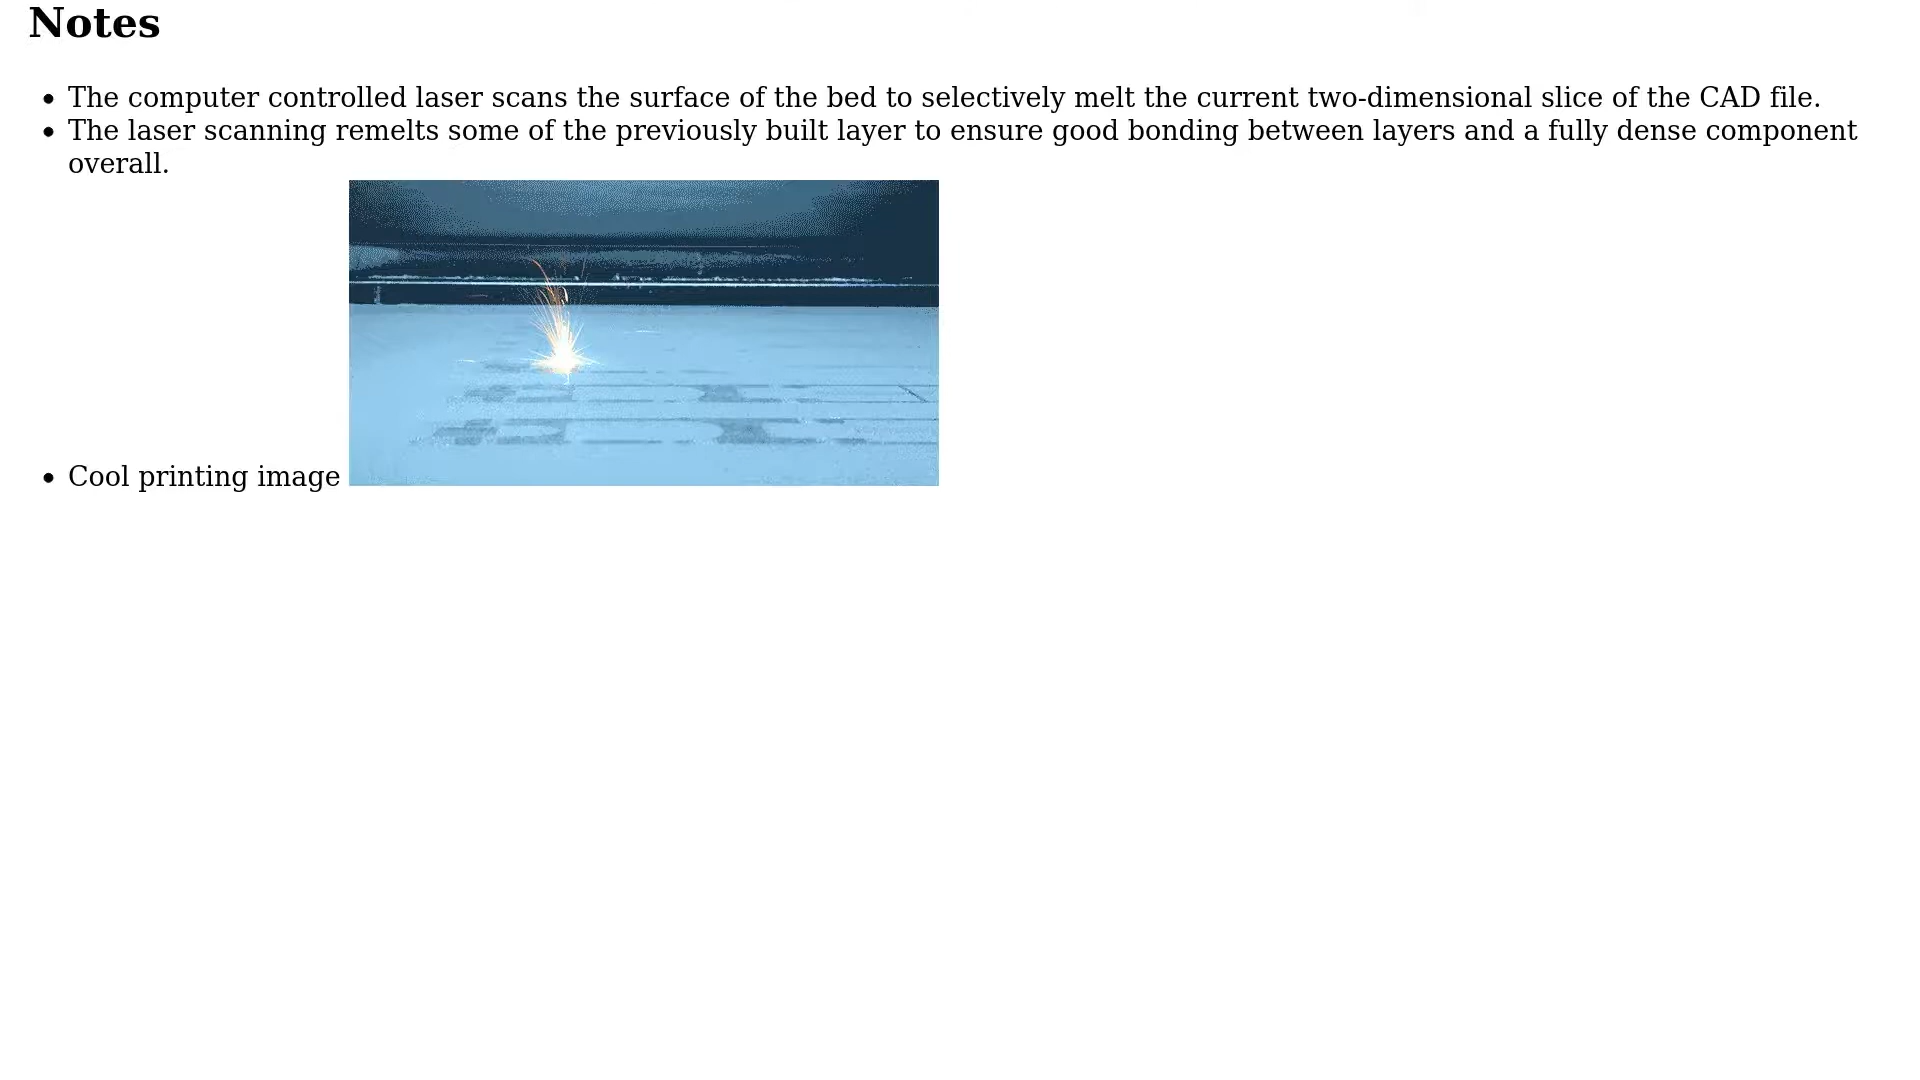 Notes
• The computer controlled laser scans the surface of the bed to selectively melt the current two-dimensional slice of the CAD file.
• The laser scanning remelts some of the previously built layer to ensure good bonding between layers and a fully dense component
overall.
• Cool printing image